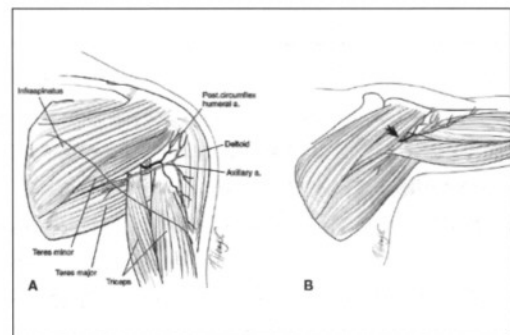 Infraspinatus
Post. circumflex
humeral a.
Deltoid
Axillary a.
Teres minor
Teres major
Triceps
A
B